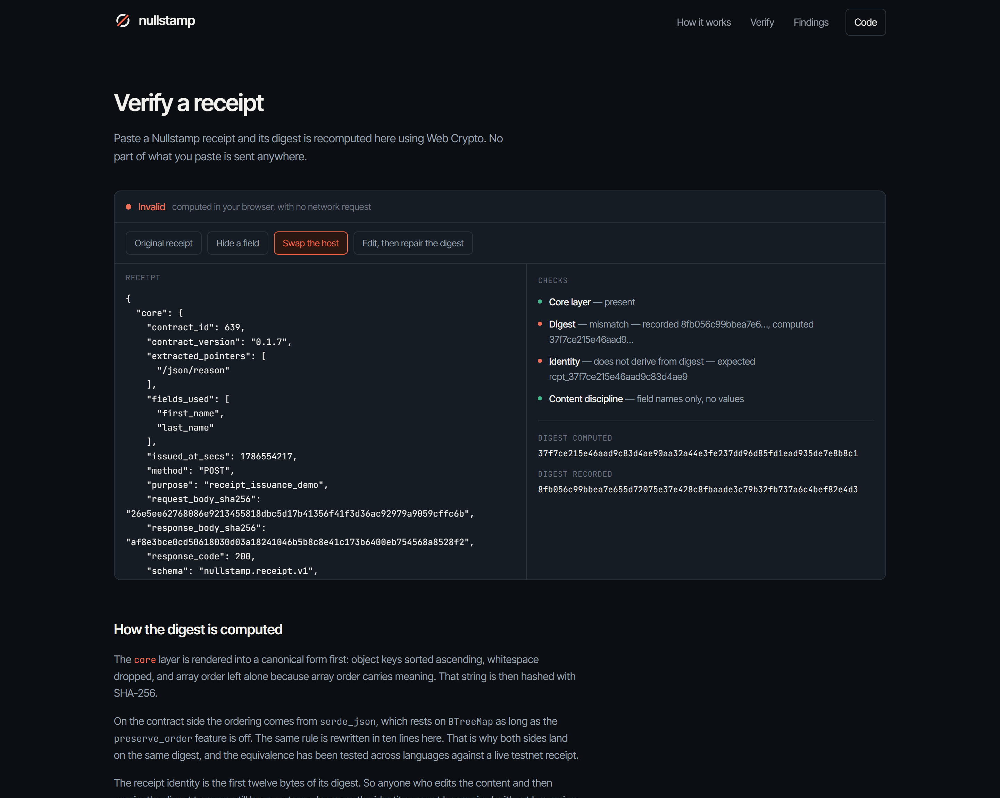 nullstamp
How it works
Verify
Findings
Code
Verify a receipt
Paste a Nullstamp receipt and its digest is recomputed here using Web Crypto. No
part of what you paste is sent anywhere.
Invalid computed in your browser, with no network request
Original receipt
Hide a field
Swap the host
Edit, then repair the digest
RECEIPT
{
"core": {
"contract_id": 639,
"contract_version": "0.1.7",
"extracted_pointers": [
"/json/reason"
],
"fields_used": [
"first_name",
"last_name"
],
"issued_at_secs": 1786554217,
"method": "POST",
"purpose": "receipt_issuance_demo",
"request_body_sha256":
"26e5ee62768086e9213455818dbc5d17b41356f41f3d36ac92979a9059cffc6b",
"response_body_sha256":
"af8e3bce0cd50618030d03a18241046b5b8c8e41c173b6400eb754568a8528f2",
"response_code": 200,
"schema": "nullstamp.receipt.v1",
CHECKS
Core layer — present
Digest — mismatch — recorded 8fb056c99bbea7e6…, computed
37f7ce215e46aad9…
Identity — does not derive from digest — expected
rcpt_37f7ce215e46aad9c83d4ae9
Content discipline — field names only, no values
DIGEST COMPUTED
37f7ce215e46aad9c83d4ae90aa32a44e3fe237dd96d85fd1ead935de7e8b8c1
DIGEST RECORDED
8fb056c99bbea7e655d72075e37e428c8fbaade3c79b32fb737a6c4bef82e4d3
How the digest is computed
The core layer is rendered into a canonical form first: object keys sorted ascending, whitespace
dropped, and array order left alone because array order carries meaning. That string is then hashed with
SHA-256.
On the contract side the ordering comes from serde_json, which rests on BTreeMap as long as the
preserve_order feature is off. The same rule is rewritten in ten lines here. That is why both sides land
on the same digest, and the equivalence has been tested across languages against a live testnet receipt.
The receipt identity is the first twelve bytes of its digest. So anyone who edits the content and then